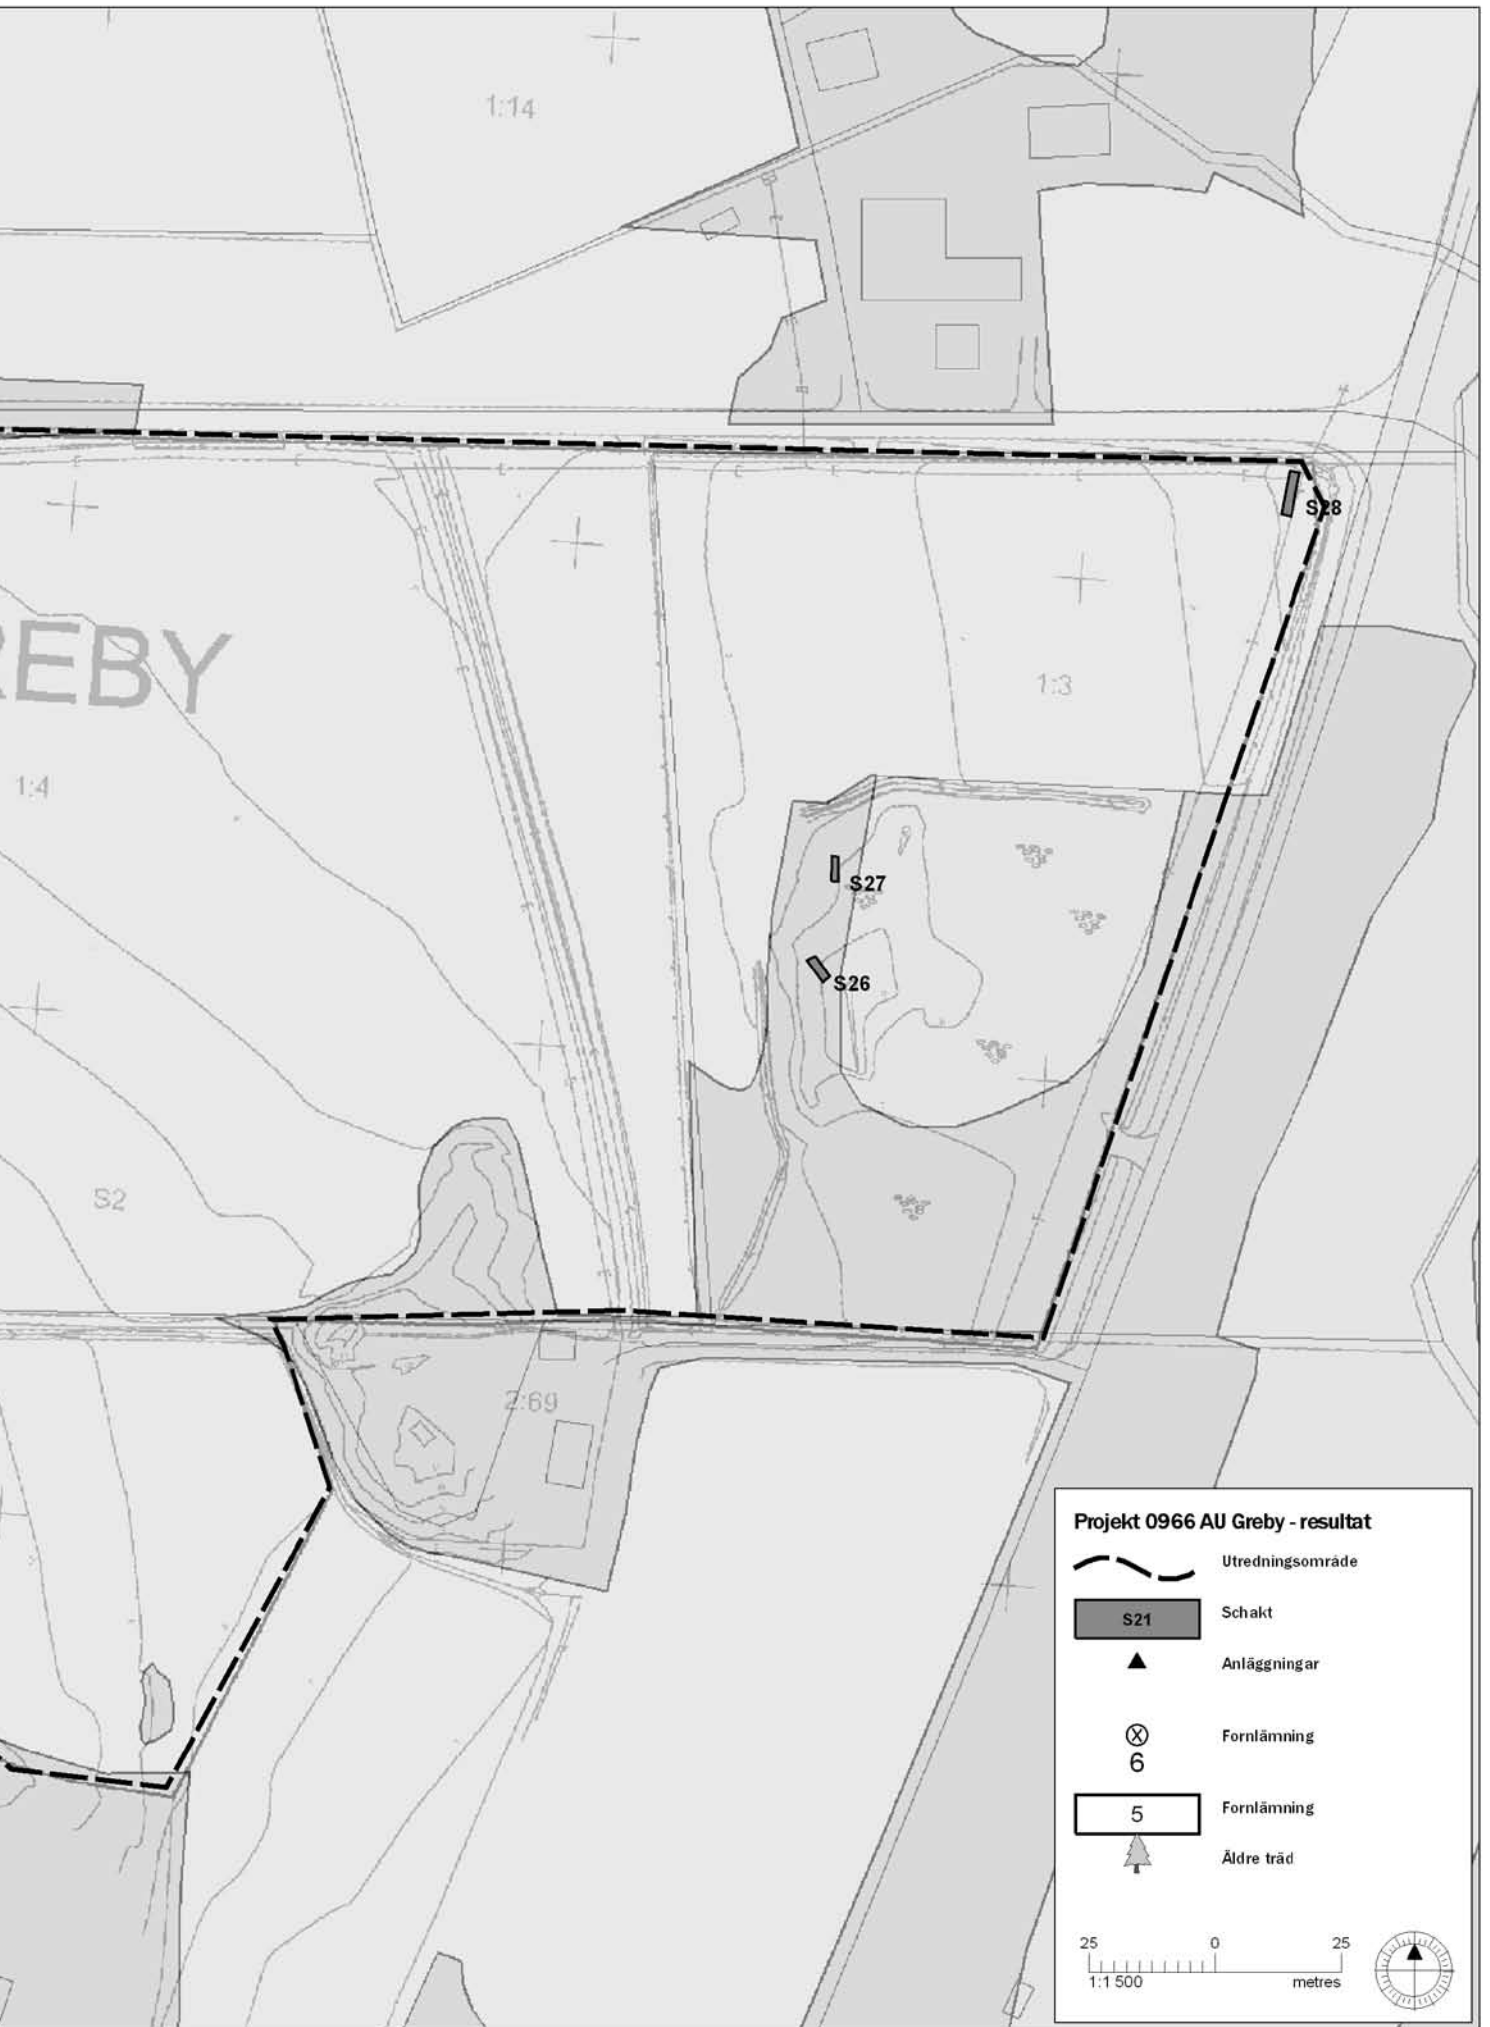 1:14
S28
REBY
1:3
1:4
S27
S26
S2
2:69
Projekt 0966 AU Greby - resultat
Utredningsområde
S21 Schakt
Anläggningar
Fornlämning
6
5 Fornlämning
Äldre träd
25 0 25
1:1 500 metres